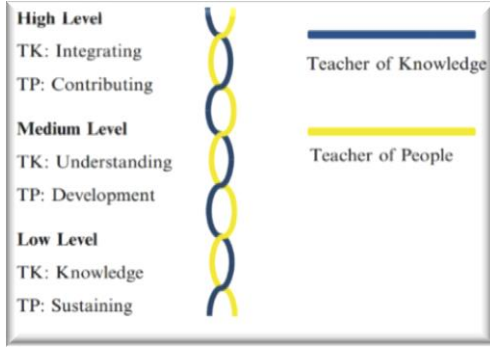 High Level
TK: Integrating
TP: Contributing
Medium Level
TK: Understanding
TP: Development
Low Level
TK: Knowledge
TP: Sustaining
Teacher of Knowledge
Teacher of People